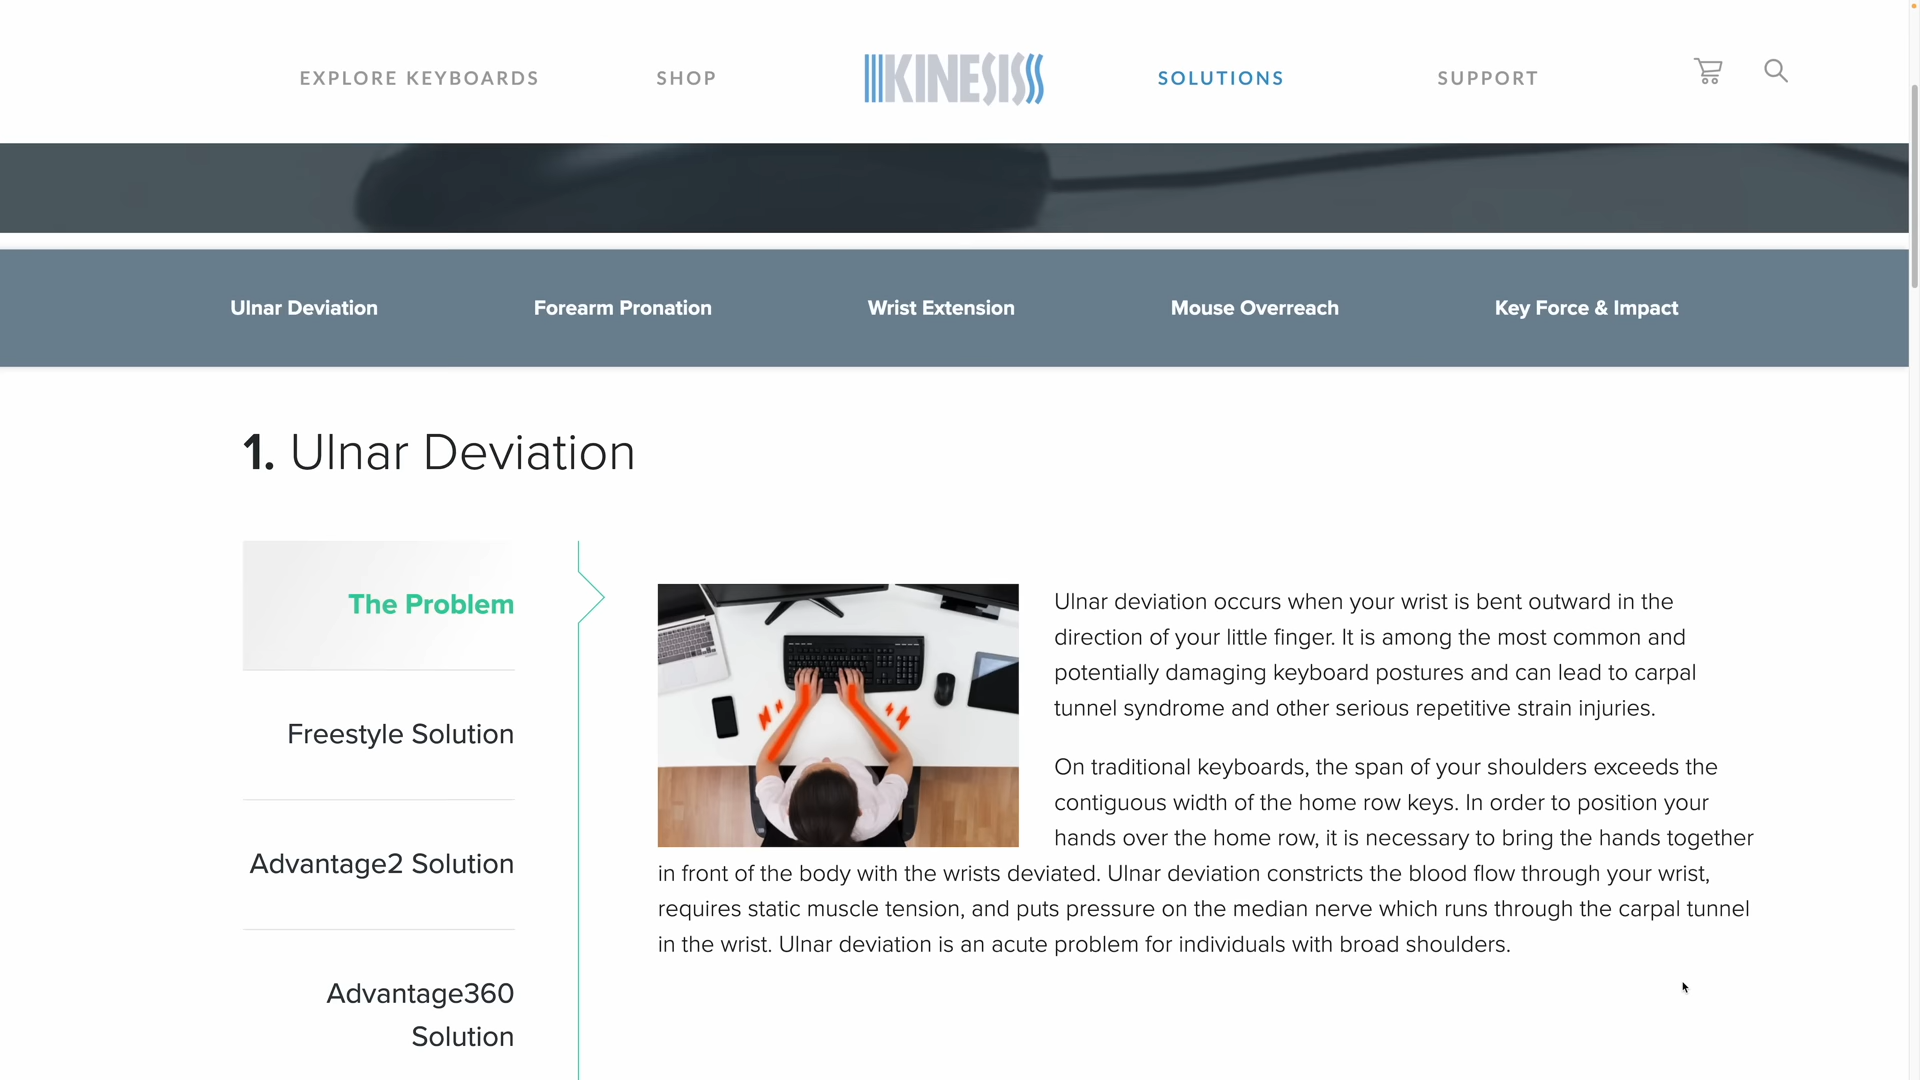 EXPLORE KEYBOARDS
SHOP
KINESIS
SOLUTIONS
SUPPORT
Ulnar Deviation
Forearm Pronation
Wrist Extension
Mouse Overreach
Key Force & Impact
1. Ulnar Deviation
The Problem
Freestyle Solution
Advantage2 Solution
Advantage360
Solution
Ulnar deviation occurs when your wrist is bent outward in the
direction of your little finger. It is among the most common and
potentially damaging keyboard postures and can lead to carpal
tunnel syndrome and other serious repetitive strain injuries.
On traditional keyboards, the span of your shoulders exceeds the
contiguous width of the home row keys. In order to position your
hands over the home row, it is necessary to bring the hands together
in front of the body with the wrists deviated. Ulnar deviation constricts the blood flow through your wrist,
requires static muscle tension, and puts pressure on the median nerve which runs through the carpal tunnel
in the wrist. Ulnar deviation is an acute problem for individuals with broad shoulders.